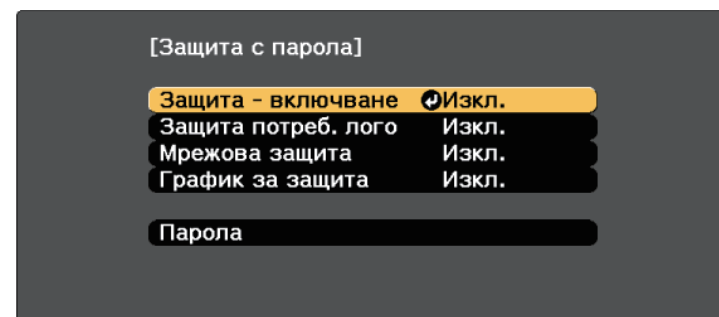 [Защита с парола]
Защита - включване Изкл.
Защита потреб. лого Изкл.
Мрежова защита Изкл.
График за защита Изкл.
Парола